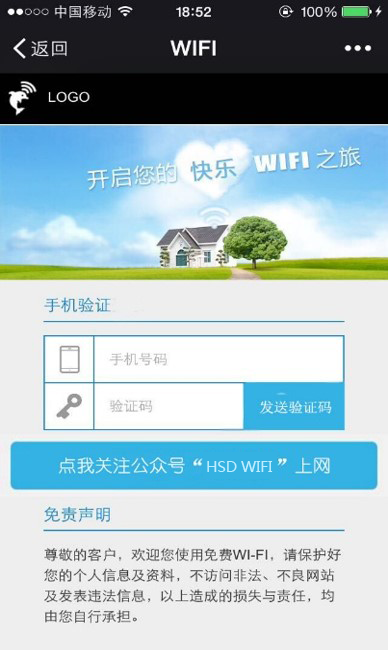 中国移动 18:52 100%
返回 WIFI
LOGO
开启您的 快乐 WIFI 之旅
手机验证
手机号码
验证码 发送验证码
点我关注公众号“HSD WIFI”上网
免责声明
尊敬的客户，欢迎您使用免费WI-FI，请保护好
您的个人信息及资料，不访问非法、不良网站
及发表违法信息，以上造成的损失与责任，均
由您自行承担。